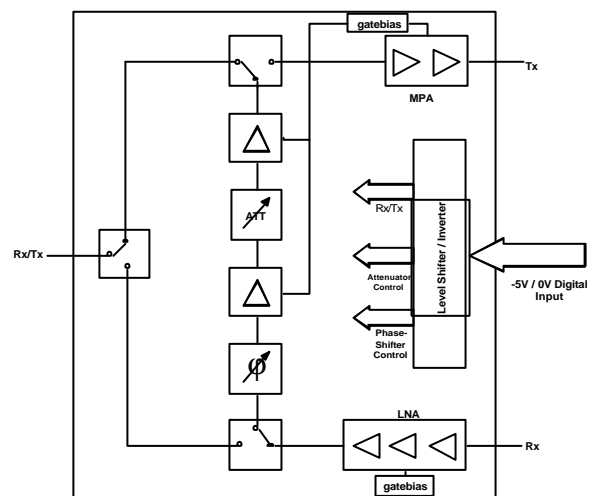 gatebias
Tx
MPA
ATT
Rx/Tx
Rx/Tx
Level Shifter / Inverter
Attenuator
Control
-5V / 0V Digital
Input
Phase-
Shifter
Control
φ
LNA
Rx
gatebias